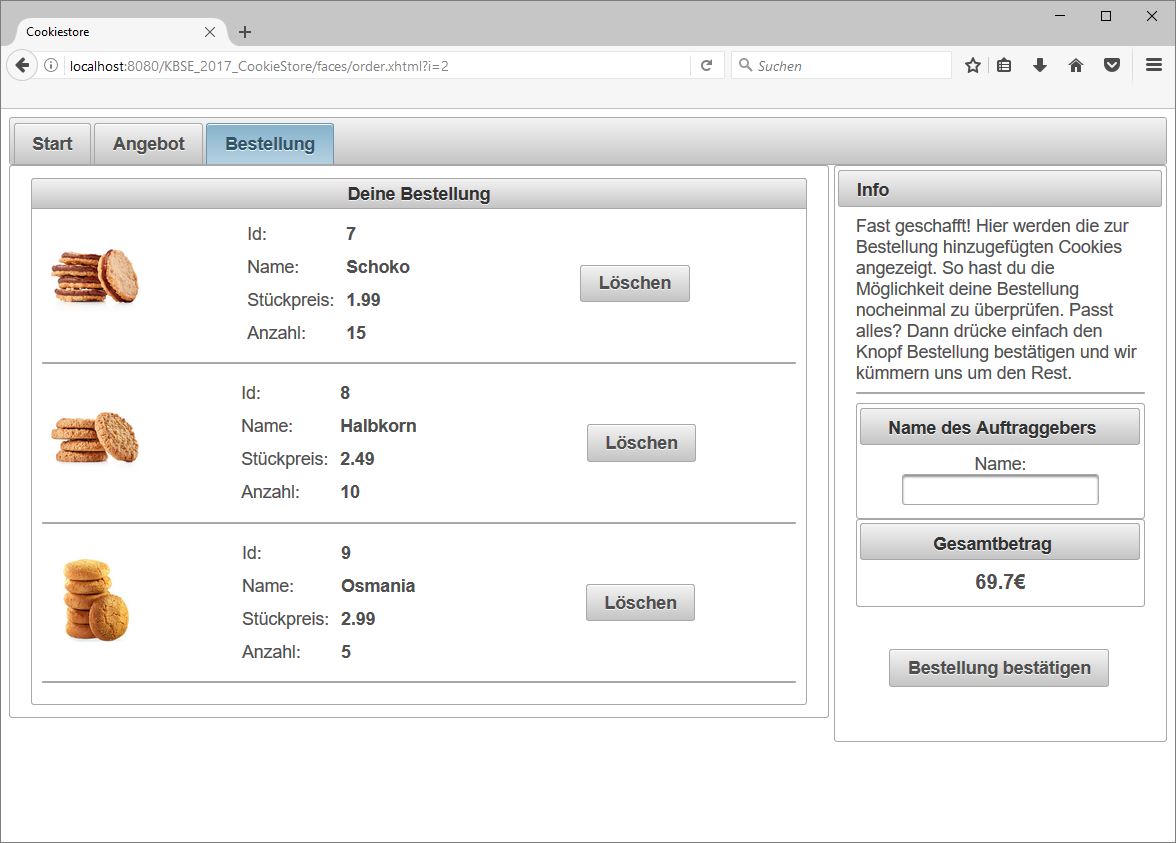 Cookiestore
localhost:8080/KBSE_2017_CookieStore/faces/order.xhtml?i=2
Suchen
Start
Angebot
Bestellung
Deine Bestellung
Id: 7
Name: Schoko
Stückpreis: 1.99
Anzahl: 15
Löschen
Id: 8
Name: Halbkorn
Stückpreis: 2.49
Anzahl: 10
Löschen
Id: 9
Name: Osmania
Stückpreis: 2.99
Anzahl: 5
Löschen
Info
Fast geschafft! Hier werden die zur
Bestellung hinzugefügten Cookies
angezeigt. So hast du die
Möglichkeit deine Bestellung
nocheinmal zu überprüfen. Passt
alles? Dann drücke einfach den
Knopf Bestellung bestätigen und wir
kümmern uns um den Rest.
Name des Auftraggebers
Name:
Gesamtbetrag
69.7€
Bestellung bestätigen